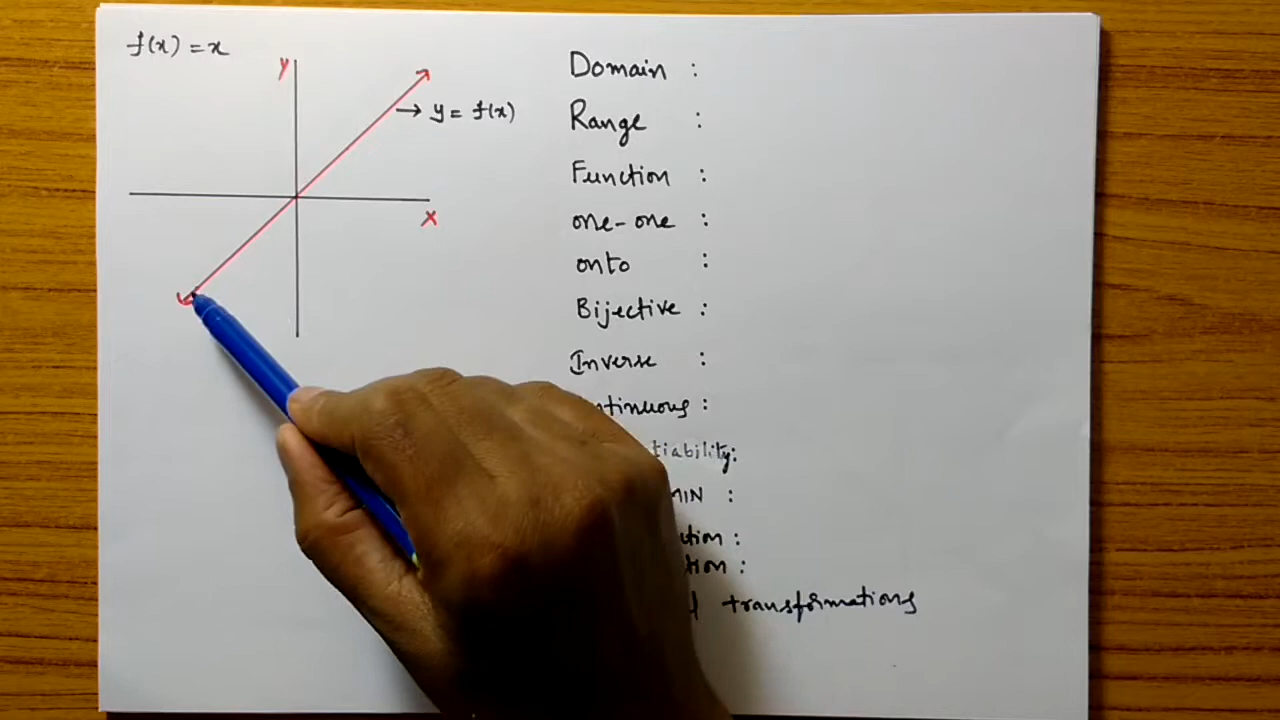 f(x) = x
y
→ y = f(x)
x
Domain :
Range :
Function :
one-one :
onto :
Bijective :
Inverse :
:
:
:
:
:
transformations